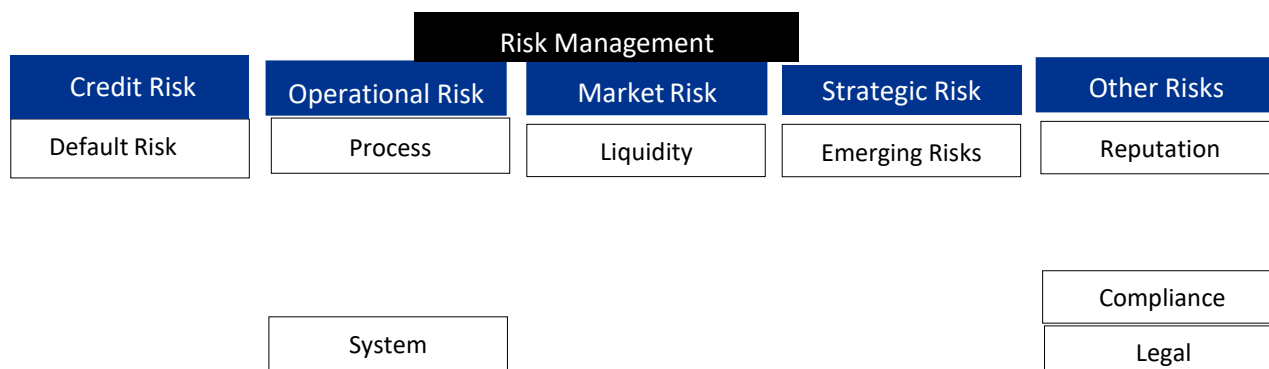 Risk Management
Credit Risk
Operational Risk
Market Risk
Strategic Risk
Other Risks
Default Risk
Process
Liquidity
Emerging Risks
Reputation
Compliance
System
Legal